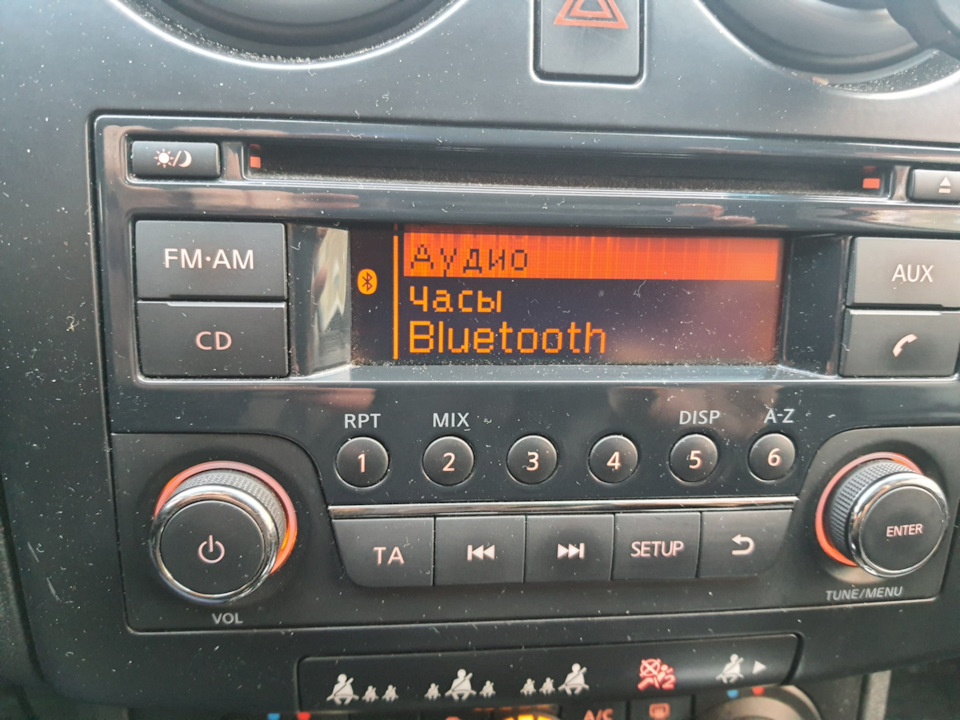 FM·AM
CD
Аудио
Часы
Bluetooth
AUX
RPT
MIX
DISP
A-Z
1
2
3
4
5
6
TA
SETUP
ENTER
VOL
TUNE/MENU
2
A/C